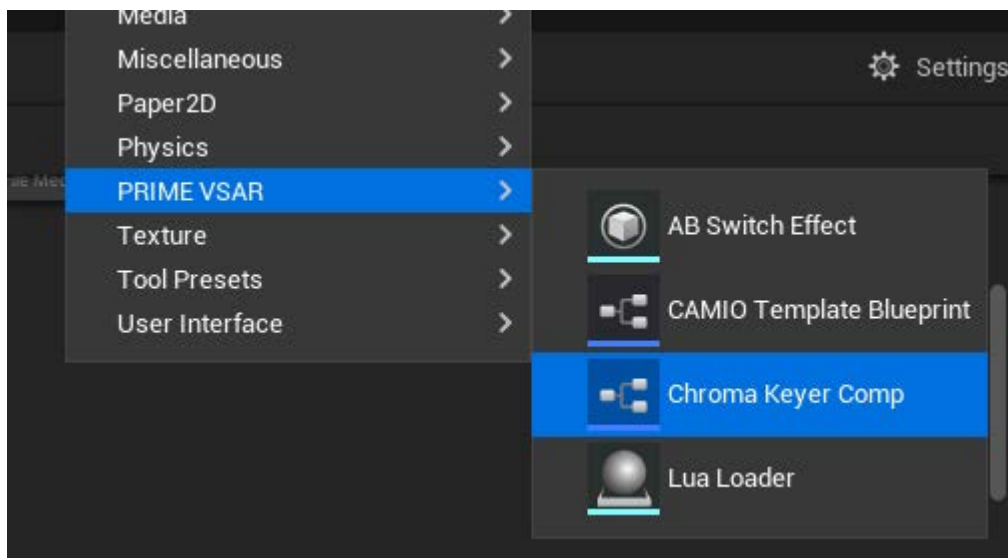 Media
Miscellaneous
Settings
Paper2D
Physics
PRIME VSAR
Texture
Tool Presets
User Interface
AB Switch Effect
CAMIO Template Blueprint
Chroma Keyer Comp
Lua Loader